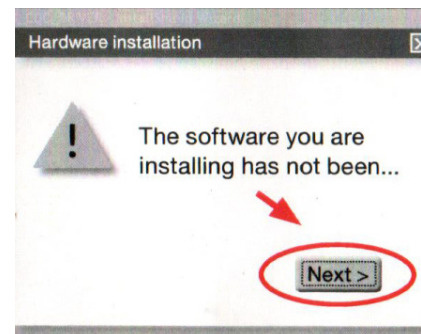 Hardware installation
!
The software you are
installing has not been...
Next >